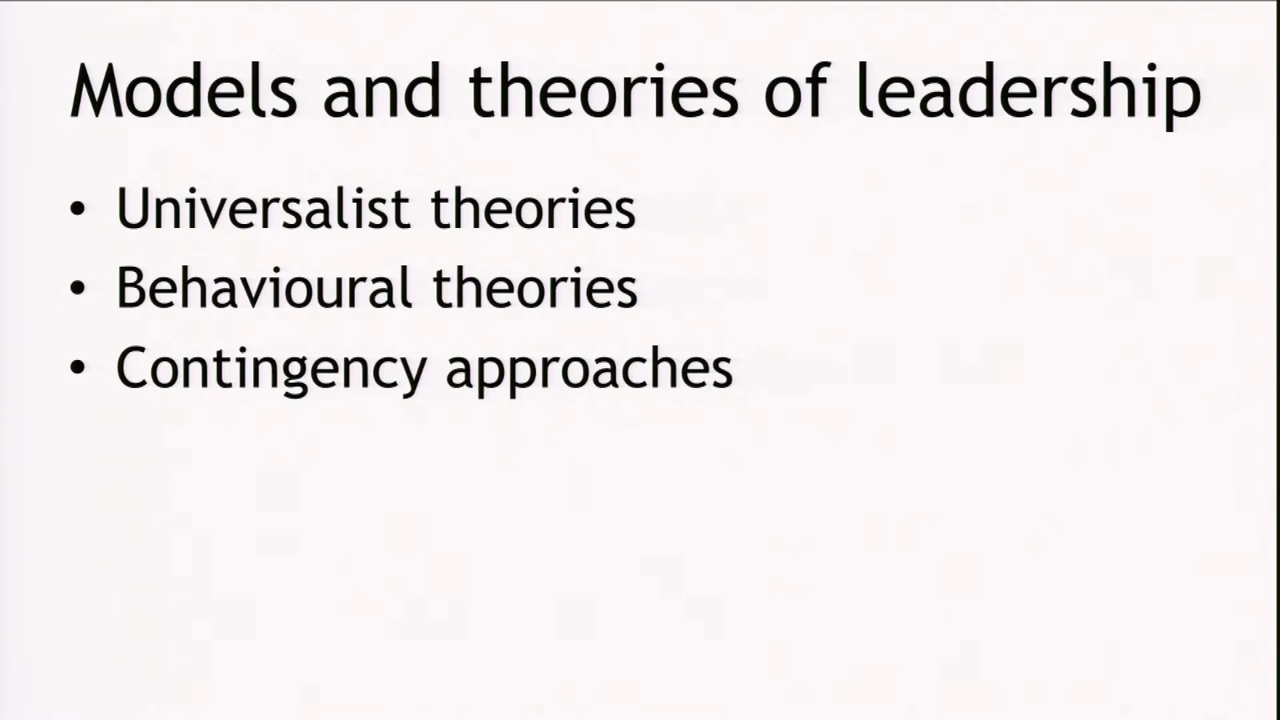 Models and theories of leadership
• Universalist theories
• Behavioural theories
• Contingency approaches